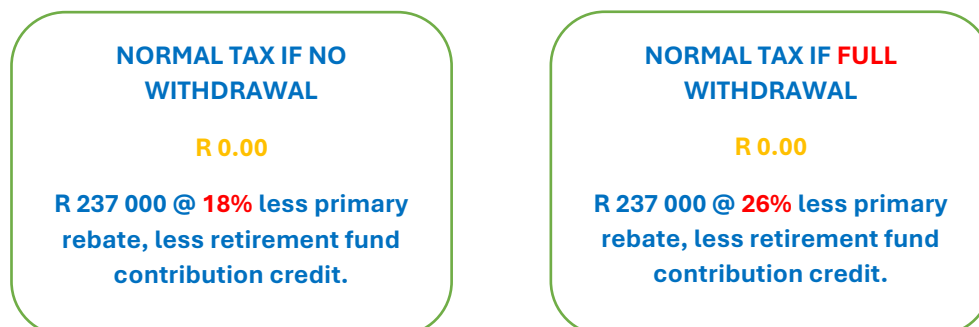 NORMAL TAX IF NO
WITHDRAWAL
R 0.00
R 237 000 @ 18% less primary
rebate, less retirement fund
contribution credit.
NORMAL TAX IF FULL
WITHDRAWAL
R 0.00
R 237 000 @ 26% less primary
rebate, less retirement fund
contribution credit.